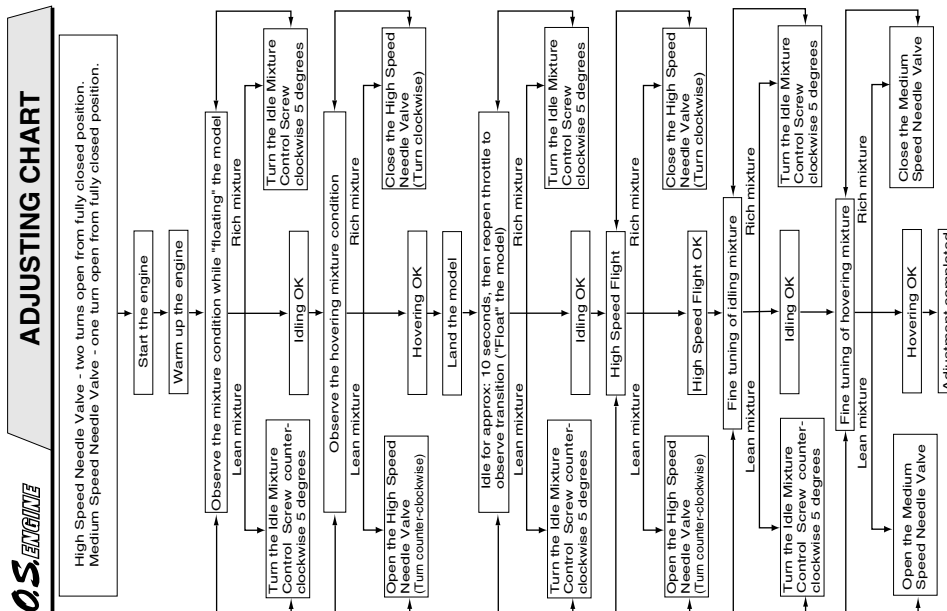 O.S. ENGINE
ADJUSTING CHART
High Speed Needle Valve - two turns open from fully closed position.
Medium Speed Needle Valve - one turn open from fully closed position.
Start the engine
Warm up the engine
Observe the mixture condition while "floating" the model
Lean mixture
Rich mixture
Turn the Idle Mixture
Control Screw counter-
clockwise 5 degrees
Idling OK
Turn the Idle Mixture
Control Screw
clockwise 5 degrees
Observe the hovering mixture condition
Lean mixture
Rich mixture
Open the High Speed
Needle Valve
(Turn counter-clockwise)
Hovering OK
Close the High Speed
Needle Valve
(Turn clockwise)
Land the model
Idle for approx: 10 seconds, then reopen throttle to
observe transition ("Float" the model)
Lean mixture
Rich mixture
Turn the Idle Mixture
Control Screw counter-
clockwise 5 degrees
Idling OK
Turn the Idle Mixture
Control Screw
clockwise 5 degrees
High Speed Flight
Lean mixture
Rich mixture
Open the High Speed
Needle Valve
(Turn counter-clockwise)
High Speed Flight OK
Close the High Speed
Needle Valve
(Turn clockwise)
Fine tuning of idling mixture
Lean mixture
Rich mixture
Turn the Idle Mixture
Control Screw counter-
clockwise 5 degrees
Idling OK
Turn the Idle Mixture
Control Screw
clockwise 5 degrees
Fine tuning of hovering mixture
Lean mixture
Rich mixture
Open the Medium
Speed Needle Valve
Hovering OK
Close the Medium
Speed Needle Valve
Adjustment completed